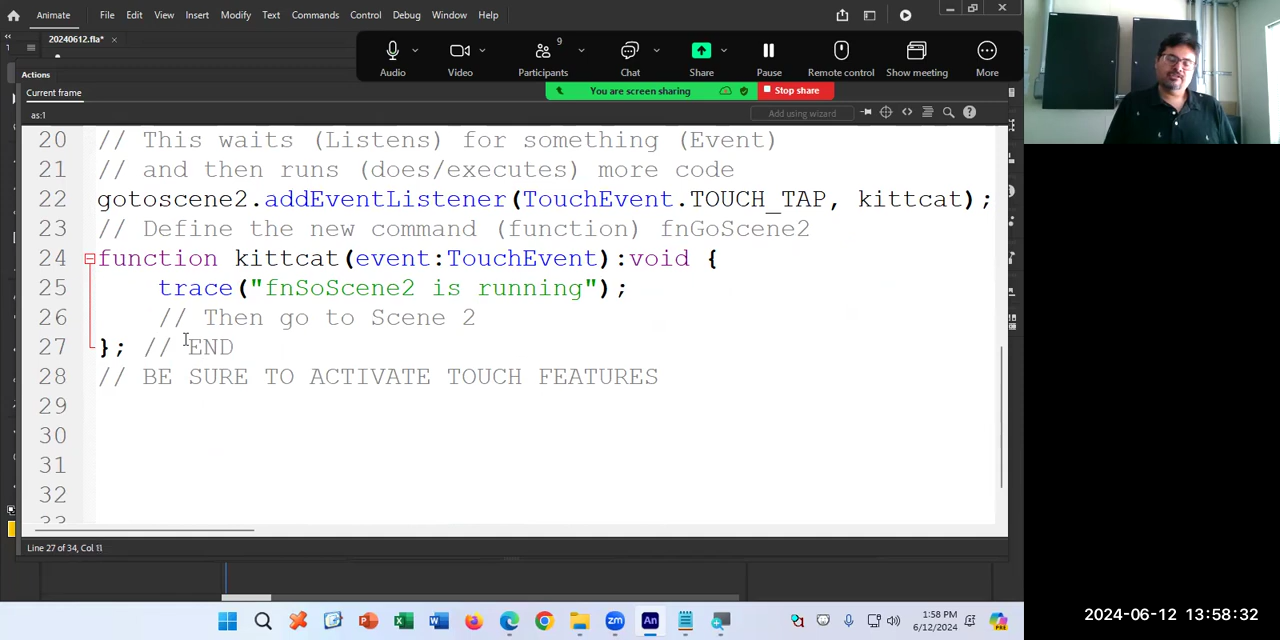 Animate File Edit View Insert Modify Text Commands Control Debug Window Help
20240612.fla* ×
9
Audio Video Participants Chat Share Pause Remote control Show meeting More
You are screen sharing Stop share
Actions
Current frame
as:1 Add using wizard
20 // This waits (Listens) for something (Event)
21 // and then runs (does/executes) more code
22 gotoscene2.addEventListener(TouchEvent.TOUCH_TAP, kittcat);
23 // Define the new command (function) fnGoScene2
24 function kittcat(event:TouchEvent):void {
25 trace("fnSoScene2 is running");
26 // Then go to Scene 2
27 }; // END
28 // BE SURE TO ACTIVATE TOUCH FEATURES
29
30
31
32
33
Line 27 of 34, Col 11
1:58 PM
6/12/2024
2024-06-12 13:58:32